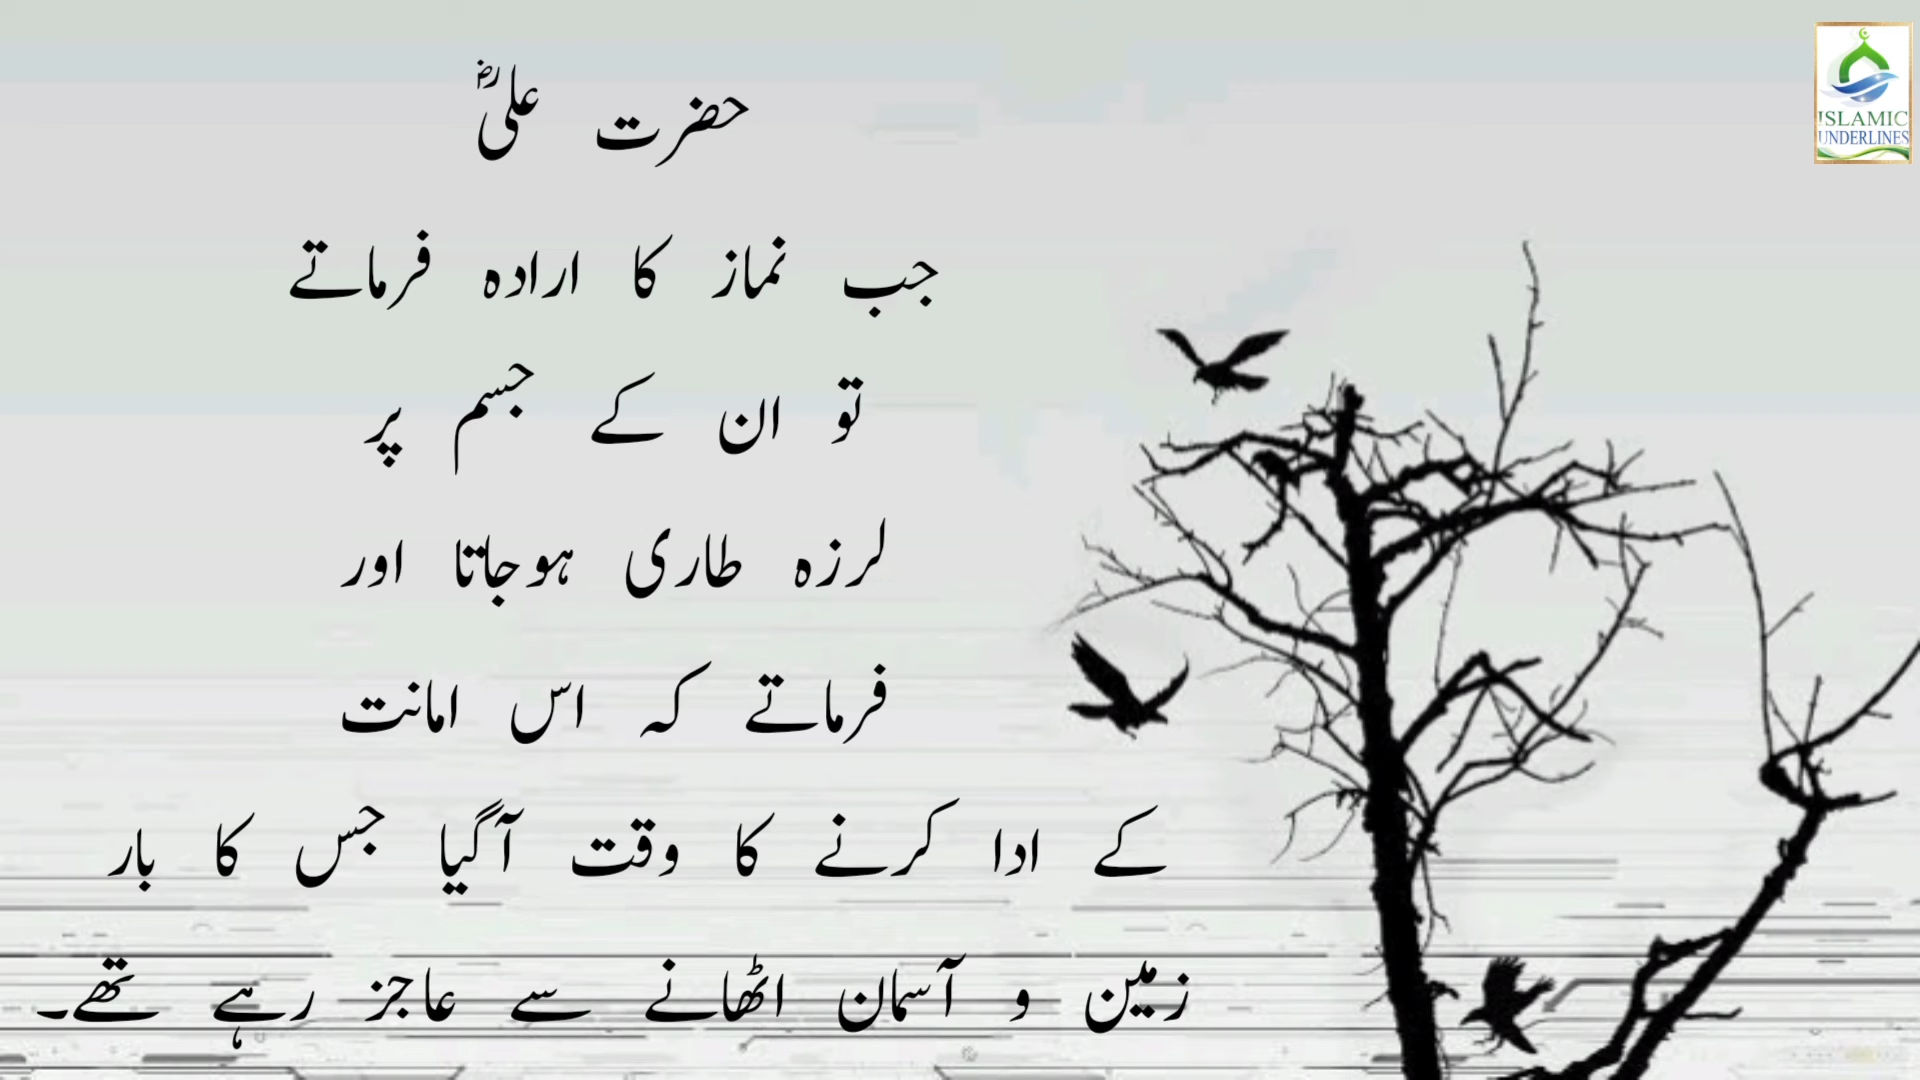 حضرت علیؓ
جب نماز کا ارادہ فرماتے
تو ان کے جسم پر
لرزہ طاری ہوجاتا اور
فرماتے کہ اس امانت
کے ادا کرنے کا وقت آگیا جس کا بار
زمین و آسمان اٹھانے سے عاجز رہے تھے۔
ISLAMIC
UNDERLINES